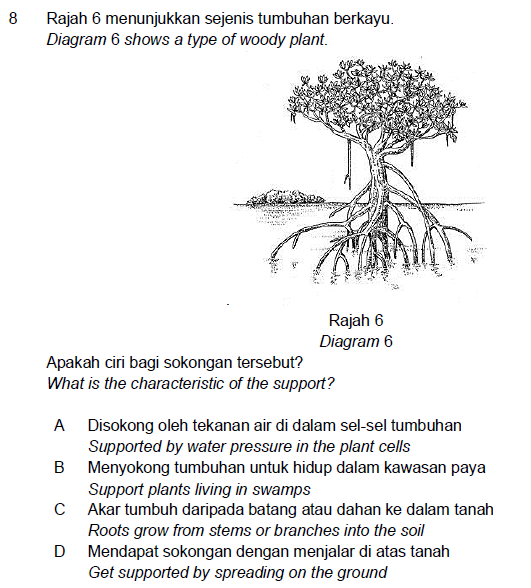 8 Rajah 6 menunjukkan sejenis tumbuhan berkayu.
Diagram 6 shows a type of woody plant.
Rajah 6
Diagram 6
Apakah ciri bagi sokongan tersebut?
What is the characteristic of the support?
A Disokong oleh tekanan air di dalam sel-sel tumbuhan
Supported by water pressure in the plant cells
B Menyokong tumbuhan untuk hidup dalam kawasan paya
Support plants living in swamps
C Akar tumbuh daripada batang atau dahan ke dalam tanah
Roots grow from stems or branches into the soil
D Mendapat sokongan dengan menjalar di atas tanah
Get supported by spreading on the ground